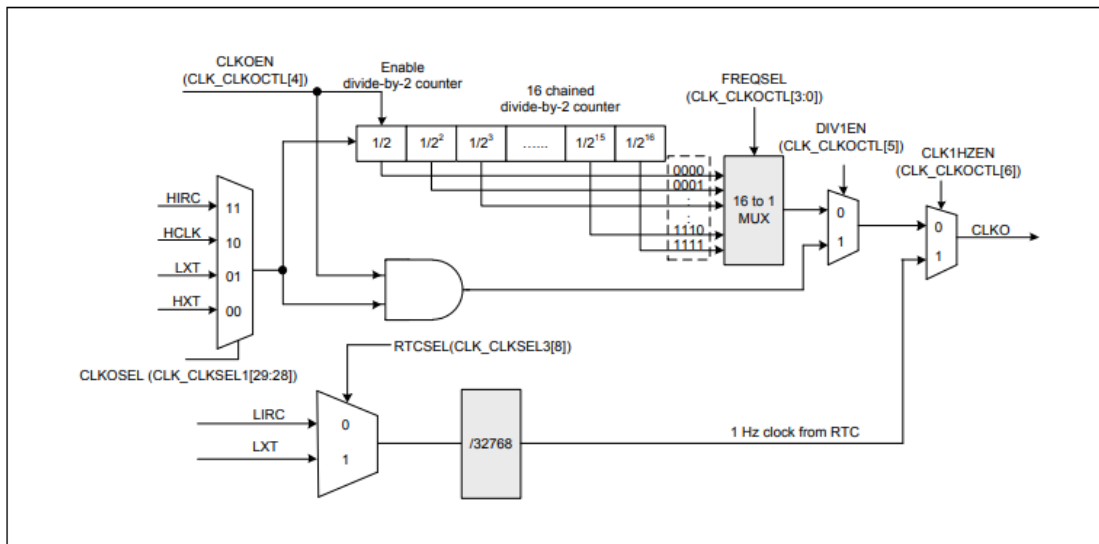 CLKOEN
(CLK_CLKOCTL[4])
Enable
divide-by-2 counter
16 chained
divide-by-2 counter
FREQSEL
(CLK_CLKOCTL[3:0])
DIV1EN
(CLK_CLKOCTL[5])
CLK1HZEN
(CLK_CLKOCTL[6])
1/2 1/2² 1/2³ ...... 1/2¹⁵ 1/2¹⁶
0000
0001
:
:
1110
1111
16 to 1
MUX
0
1
0
1
CLKO
HIRC 11
HCLK 10
LXT 01
HXT 00
CLKOSEL (CLK_CLKSEL1[29:28])
RTCSEL(CLK_CLKSEL3[8])
LIRC 0
LXT 1
/32768
1 Hz clock from RTC